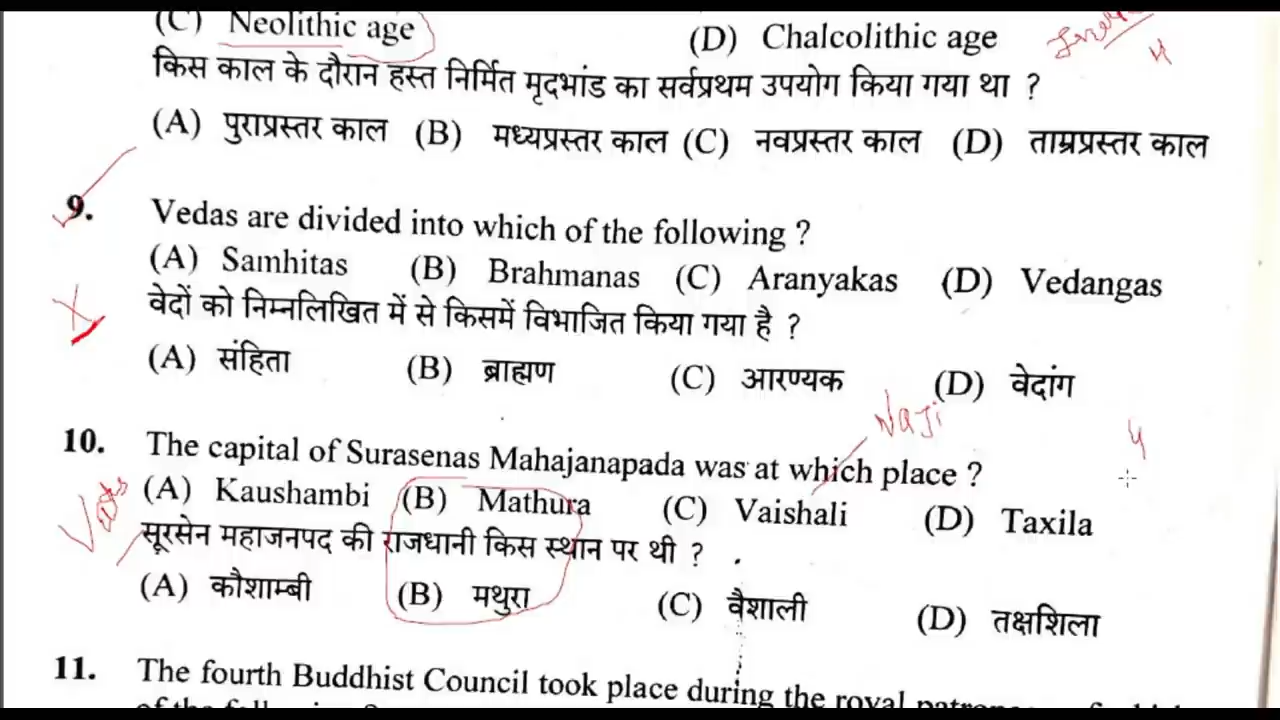 (C) Neolithic age (D) Chalcolithic age
किस काल के दौरान हस्त निर्मित मृदभांड का सर्वप्रथम उपयोग किया गया था ?
(A) पुराप्रस्तर काल (B) मध्यप्रस्तर काल (C) नवप्रस्तर काल (D) ताम्रप्रस्तर काल
9. Vedas are divided into which of the following ?
(A) Samhitas (B) Brahmanas (C) Aranyakas (D) Vedangas
वेदों को निम्नलिखित में से किसमें विभाजित किया गया है ?
(A) संहिता (B) ब्राह्मण (C) आरण्यक (D) वेदांग
Vaji
10. The capital of Surasenas Mahajanapada was at which place ?
(A) Kaushambi (B) Mathura (C) Vaishali (D) Taxila
Vats
सूरसेन महाजनपद की राजधानी किस स्थान पर थी ?
(A) कौशाम्बी (B) मथुरा (C) वैशाली (D) तक्षशिला
11. The fourth Buddhist Council took place during the royal